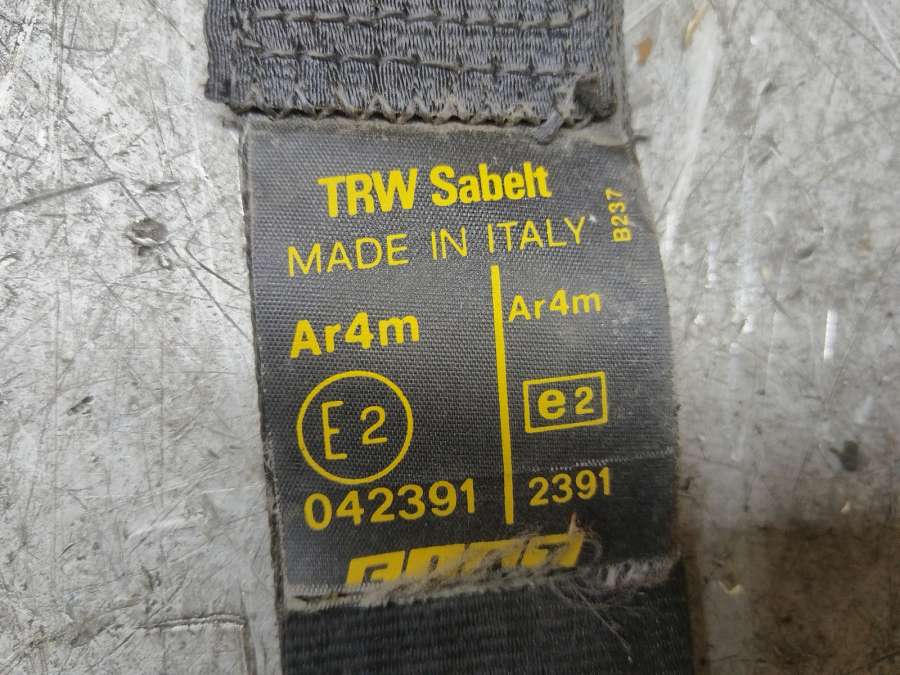 TRW Sabelt
MADE IN ITALY
B237
Ar4m
E2
042391
Ar4m
e2
2391